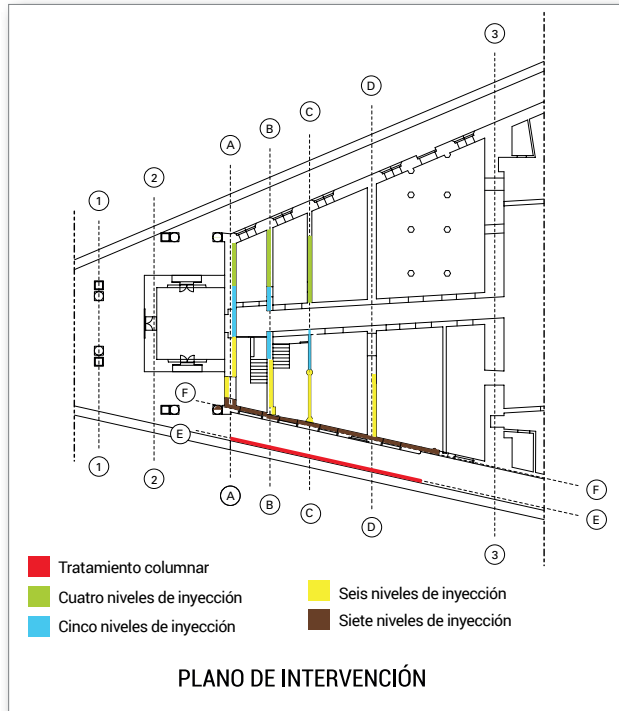 3
D
C
B
A
2
1
F
E
1
2
A
B
C
D
3
F
E
Tratamiento columnar
Cuatro niveles de inyección
Cinco niveles de inyección
Seis niveles de inyección
Siete niveles de inyección
PLANO DE INTERVENCIÓN